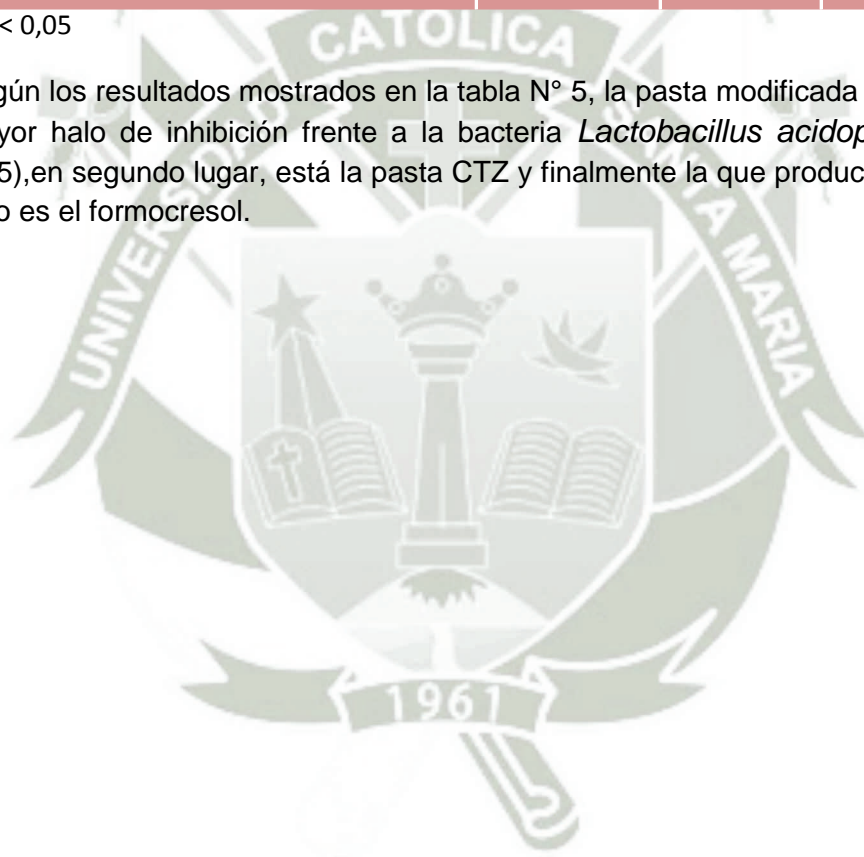 < 0,05
gún los resultados mostrados en la tabla N° 5, la pasta modificada
yor halo de inhibición frente a la bacteria Lactobacillus acidop
5),en segundo lugar, está la pasta CTZ y finalmente la que produc
o es el formocresol.
CATOLICA
UNIVERSID
SANTA MARIA
1961